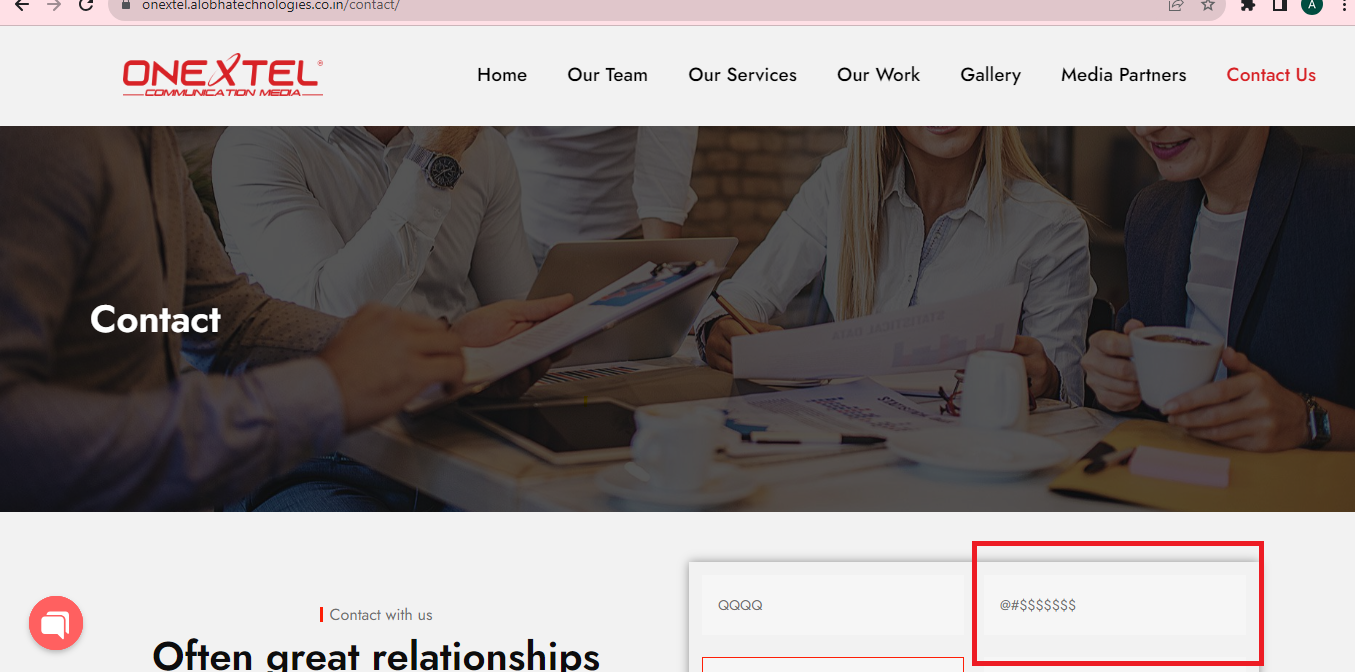 onextel.alobhatechnologies.co.in/contact/
A
ONEXTEL®
COMMUNICATION MEDIA
Home Our Team Our Services Our Work Gallery Media Partners Contact Us
Contact
Contact with us
Often great relationships
QQQQ
@#$$$$$$$